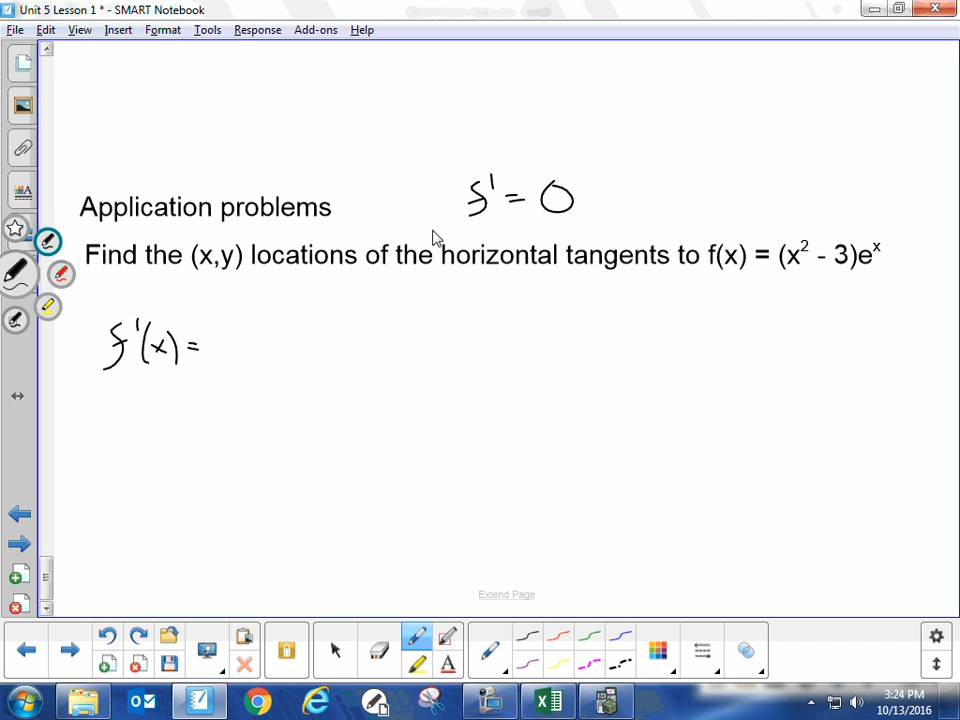 Unit 5 Lesson 1 * - SMART Notebook
File Edit View Insert Format Tools Response Add-ons Help
f' = 0
Application problems
Find the (x,y) locations of the horizontal tangents to f(x) = (x² - 3)eˣ
f'(x) =
Extend Page
3:24 PM
10/13/2016